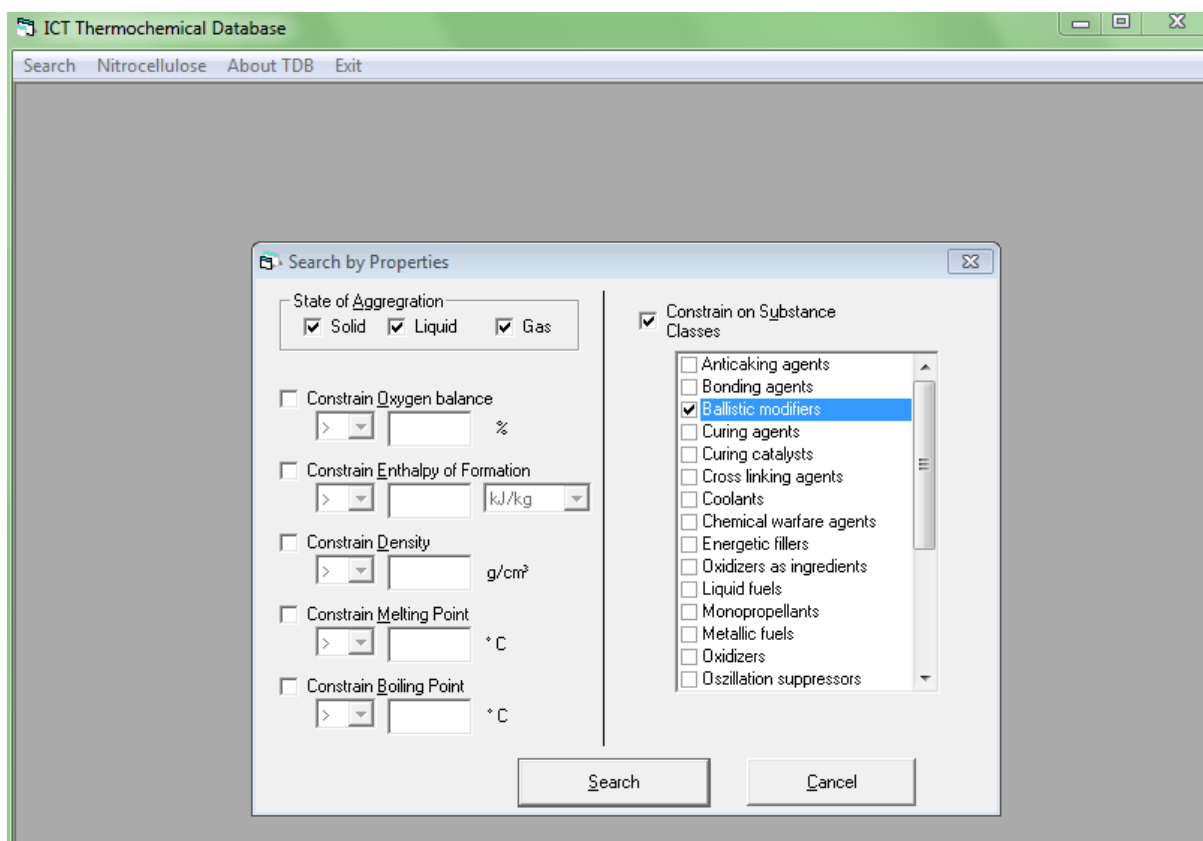 ICT Thermochemical Database
Search Nitrocellulose About TDB Exit
Search by Properties
State of Aggregration
Solid Liquid Gas
Constrain Oxygen balance
> %
Constrain Enthalpy of Formation
> kJ/kg
Constrain Density
> g/cm³
Constrain Melting Point
> ° C
Constrain Boiling Point
> ° C
Constrain on Substance
Classes
Anticaking agents
Bonding agents
Ballistic modifiers
Curing agents
Curing catalysts
Cross linking agents
Coolants
Chemical warfare agents
Energetic fillers
Oxidizers as ingredients
Liquid fuels
Monopropellants
Metallic fuels
Oxidizers
Oszillation suppressors
Search Cancel